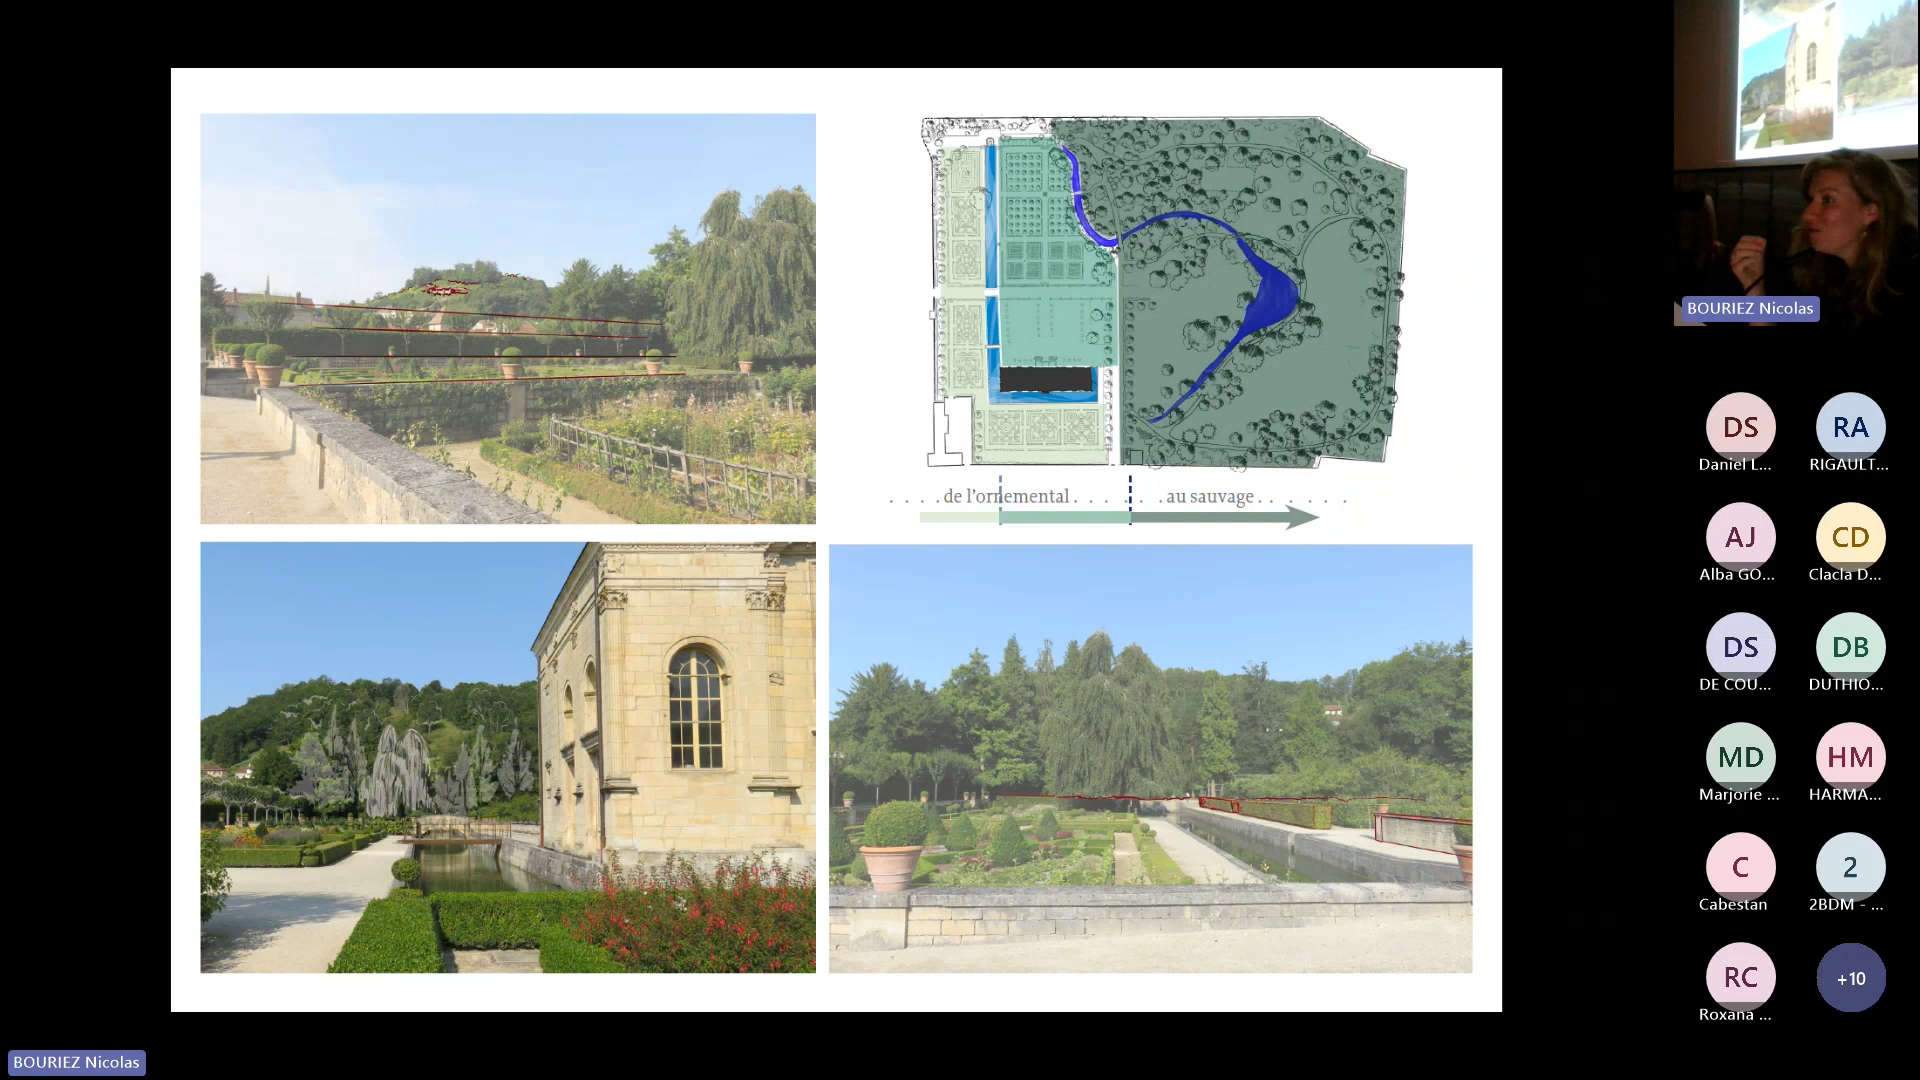 . . . . de l'ornemental . . . . . . . au sauvage . . . . . .
BOURIEZ Nicolas
DS
Daniel L...
RA
RIGAULT...
AJ
Alba GO...
CD
Clacla D...
DS
DE COU...
DB
DUTHIO...
MD
Marjorie ...
HM
HARMA...
C
Cabestan
2
2BDM - ...
RC
Roxana ...
+10
BOURIEZ Nicolas